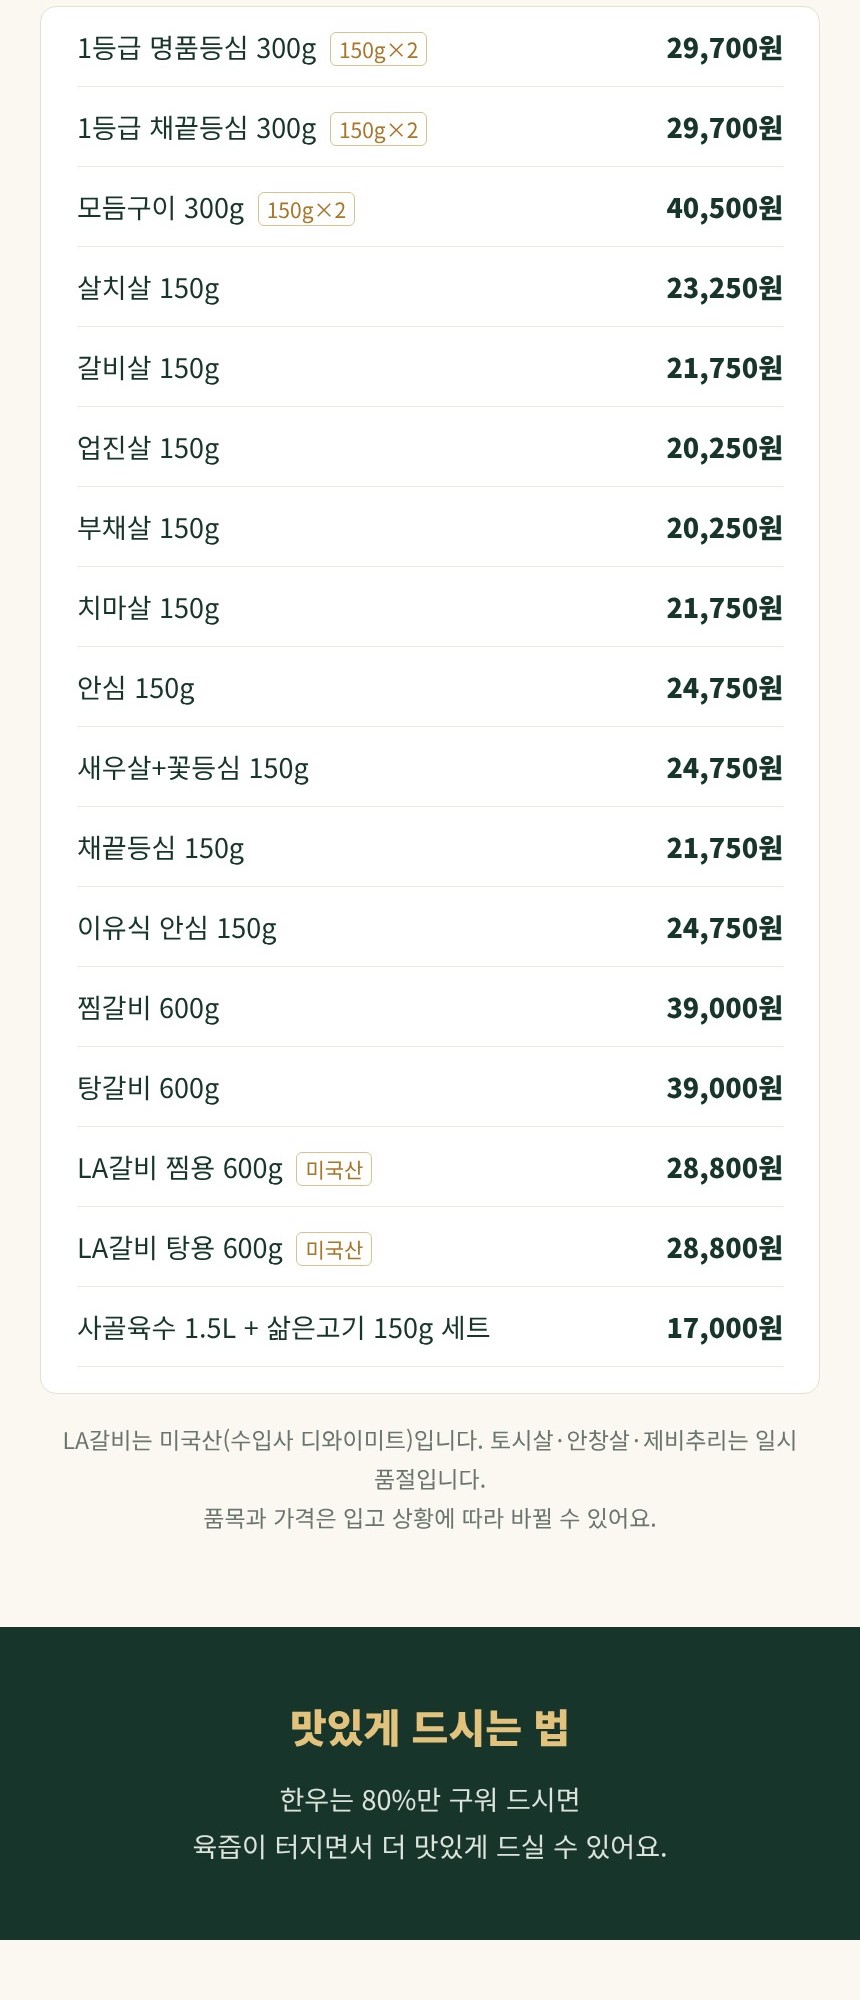 1등급 명품등심 300g 150g×2 29,700원
1등급 채끝등심 300g 150g×2 29,700원
모듬구이 300g 150g×2 40,500원
살치살 150g 23,250원
갈비살 150g 21,750원
업진살 150g 20,250원
부채살 150g 20,250원
치마살 150g 21,750원
안심 150g 24,750원
새우살+꽃등심 150g 24,750원
채끝등심 150g 21,750원
이유식 안심 150g 24,750원
찜갈비 600g 39,000원
탕갈비 600g 39,000원
LA갈비 찜용 600g 미국산 28,800원
LA갈비 탕용 600g 미국산 28,800원
사골육수 1.5L + 삶은고기 150g 세트 17,000원
LA갈비는 미국산(수입사 디와이미트)입니다. 토시살·안창살·제비추리는 일시
품절입니다.
품목과 가격은 입고 상황에 따라 바뀔 수 있어요.
맛있게 드시는 법
한우는 80%만 구워 드시면
육즙이 터지면서 더 맛있게 드실 수 있어요.